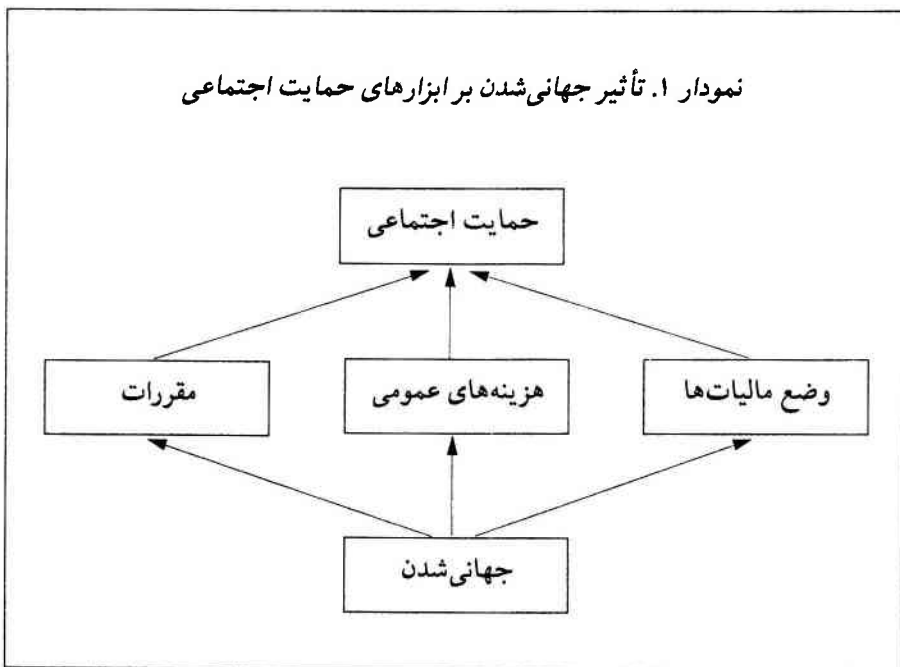 نمودار ۱. تأثیر جهانی‌شدن بر ابزارهای حمایت اجتماعی
حمایت اجتماعی
وضع مالیات‌ها
هزینه‌های عمومی
مقررات
جهانی‌شدن